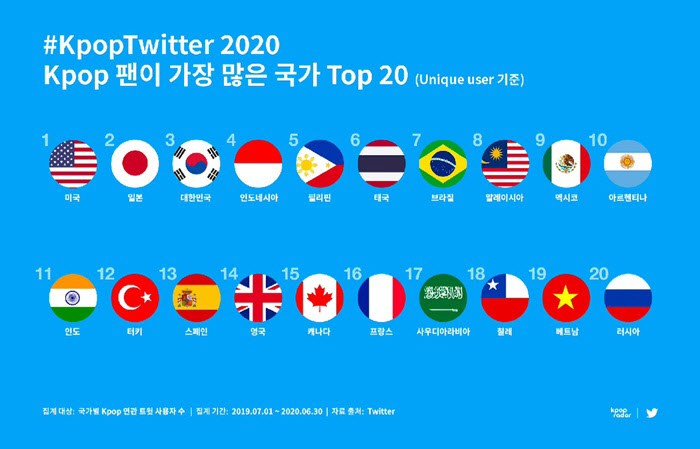 #KpopTwitter 2020
Kpop 팬이 가장 많은 국가 Top 20 (Unique user 기준)
1 2 3 4 5 6 7 8 9 10
미국 일본 대한민국 인도네시아 필리핀 태국 브라질 말레이시아 멕시코 아르헨티나
11 12 13 14 15 16 17 18 19 20
인도 터키 스페인 영국 캐나다 프랑스 사우디아라비아 칠레 베트남 러시아
집계 대상: 국가별 Kpop 연관 트윗 사용자 수 | 집계 기간: 2019.07.01 ~ 2020.06.30 | 자료 출처: Twitter
kpop
radar